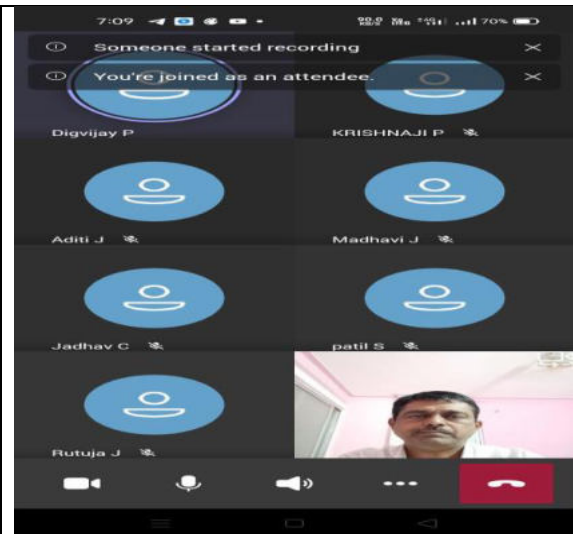 7:09 70%
Someone started recording
You're joined as an attendee.
Digvijay P KRISHNAJI P
Aditi J Madhavi J
Jadhav C patil S
Rutuja J